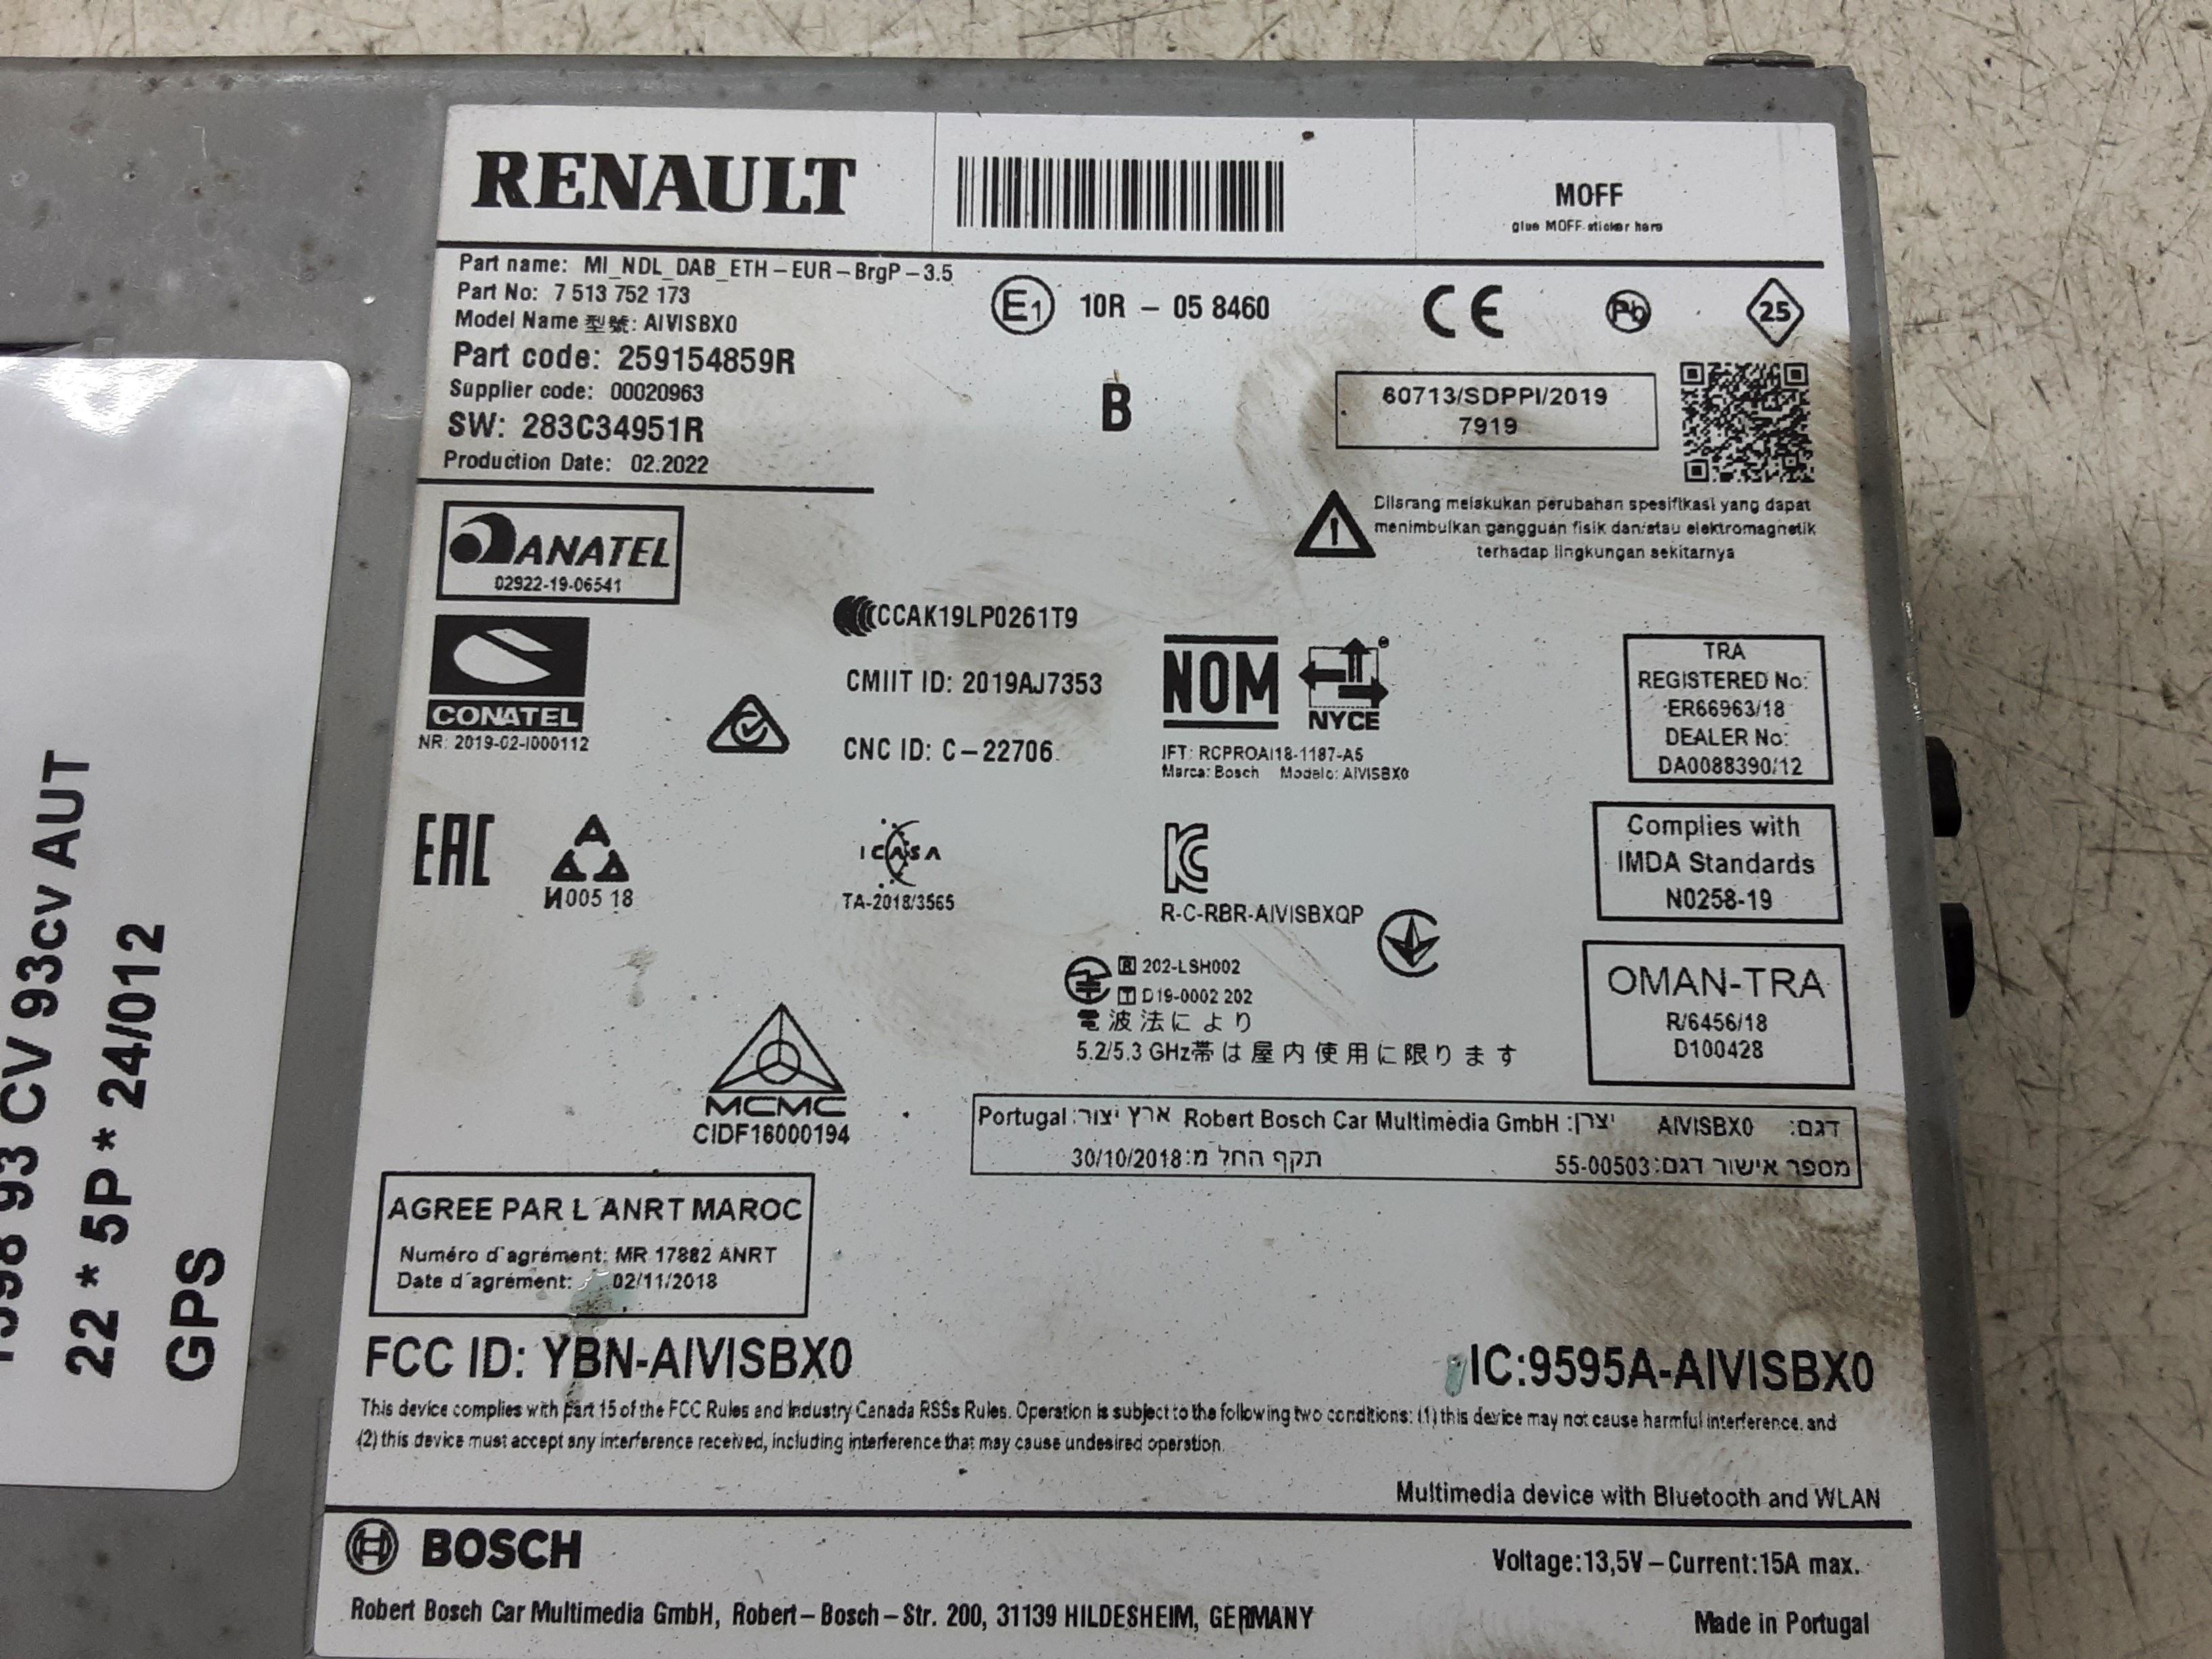 RENAULT
MOFF
glue MOFF sticker here
Part name: MI_NDL_DAB_ETH-EUR-BrgP-3.5
Part No: 7 513 752 173
Model Name 型號: AIVISBX0
Part code: 259154859R
Supplier code: 00020963
SW: 283C34951R
Production Date: 02.2022
E1 10R - 05 8460
B
CE
Pb
25
60713/SDPPI/2019
7919
Dilarang melakukan perubahan spesifikasi yang dapat
menimbulkan gangguan fisik dan/atau elektromagnetik
terhadap lingkungan sekitarnya
ANATEL
02922-19-06541
CONATEL
NR: 2019-02-I000112
CCAK19LP0261T9
CMIIT ID: 2019AJ7353
CNC ID: C-22706
NOM
NYCE
IFT: RCPROAI18-1187-A5
Marca: Bosch Modelo: AIVISBX0
TRA
REGISTERED No:
ER66963/18
DEALER No:
DA0088390/12
EAC
И005 18
ICASA
TA-2018/3565
R-C-RBR-AIVISBXQP
Complies with
IMDA Standards
N0258-19
R 202-LSH002
T D19-0002 202
電波法により
5.2/5.3 GHz帯は屋内使用に限ります
OMAN-TRA
R/6456/18
D100428
MCMC
CIDF16000194
דגם: AIVISBX0 יצרן: Robert Bosch Car Multimedia GmbH ארץ יצור: Portugal
מספר אישור דגם: 55-00503 תקף החל מ: 30/10/2018
AGREE PAR L´ANRT MAROC
Numéro d´agrément: MR 17882 ANRT
Date d´agrément: 02/11/2018
FCC ID: YBN-AIVISBX0
IC:9595A-AIVISBX0
This device complies with part 15 of the FCC Rules and Industry Canada RSSs Rules. Operation is subject to the following two conditions: (1) this device may not cause harmful interference, and
(2) this device must accept any interference received, including interference that may cause undesired operation.
Multimedia device with Bluetooth and WLAN
BOSCH
Voltage:13,5V-Current:15A max.
Robert Bosch Car Multimedia GmbH, Robert-Bosch-Str. 200, 31139 HILDESHEIM, GERMANY
Made in Portugal
93 CV 93cv AUT
22 * 5P * 24/012
GPS